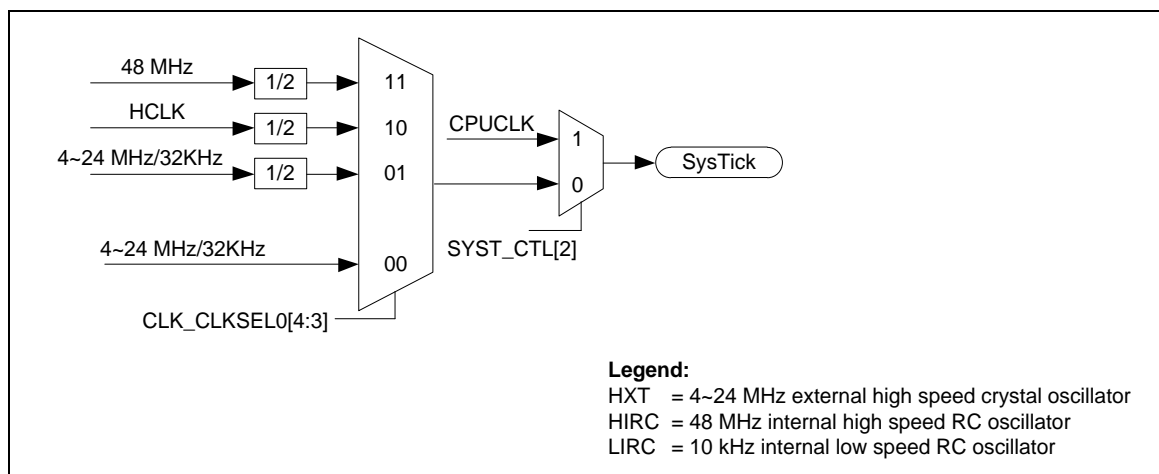 48 MHz
1/2
11
HCLK
1/2
10
CPUCLK
1
4~24 MHz/32KHz
1/2
01
SysTick
0
4~24 MHz/32KHz
00
SYST_CTL[2]
CLK_CLKSEL0[4:3]
Legend:
HXT = 4~24 MHz external high speed crystal oscillator
HIRC = 48 MHz internal high speed RC oscillator
LIRC = 10 kHz internal low speed RC oscillator